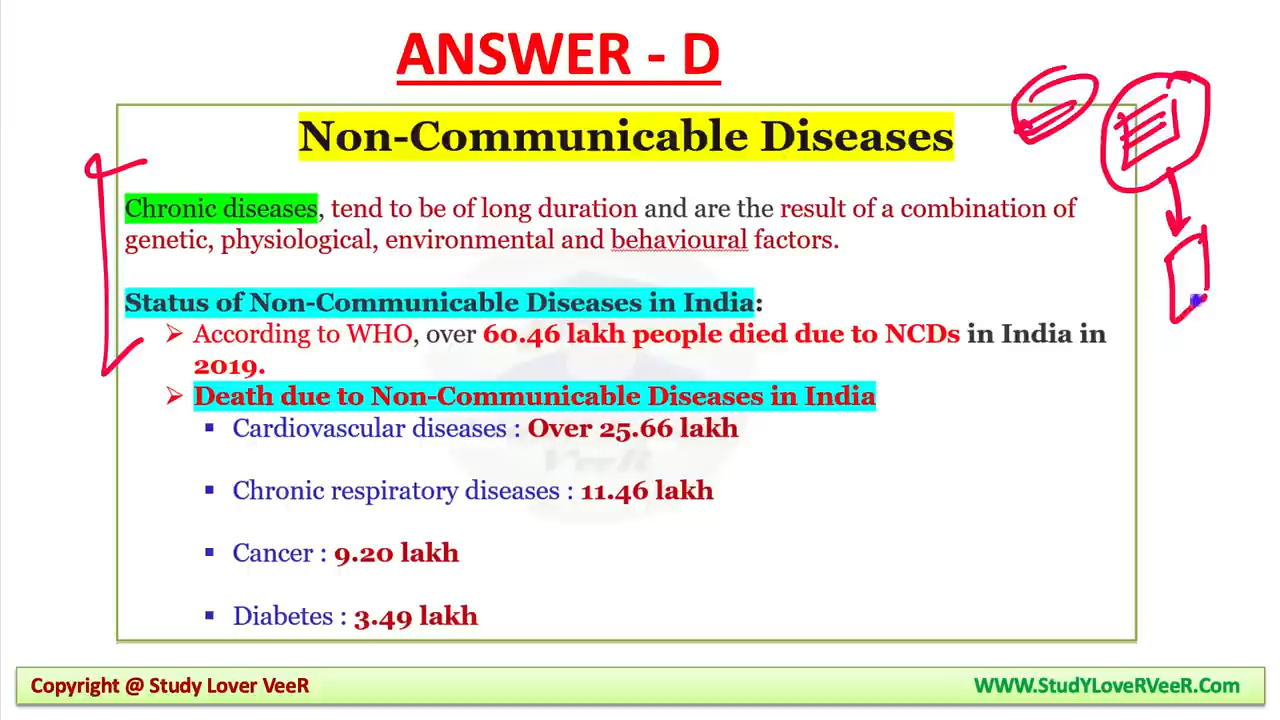 ANSWER - D
Non-Communicable Diseases
Chronic diseases, tend to be of long duration and are the result of a combination of
genetic, physiological, environmental and behavioural factors.
Status of Non-Communicable Diseases in India:
➢ According to WHO, over 60.46 lakh people died due to NCDs in India in
2019.
➢ Death due to Non-Communicable Diseases in India
▪ Cardiovascular diseases : Over 25.66 lakh
▪ Chronic respiratory diseases : 11.46 lakh
VeeR
▪ Cancer : 9.20 lakh
▪ Diabetes : 3.49 lakh
Copyright @ Study Lover VeeR
WWW.StudYLoveRVeeR.Com